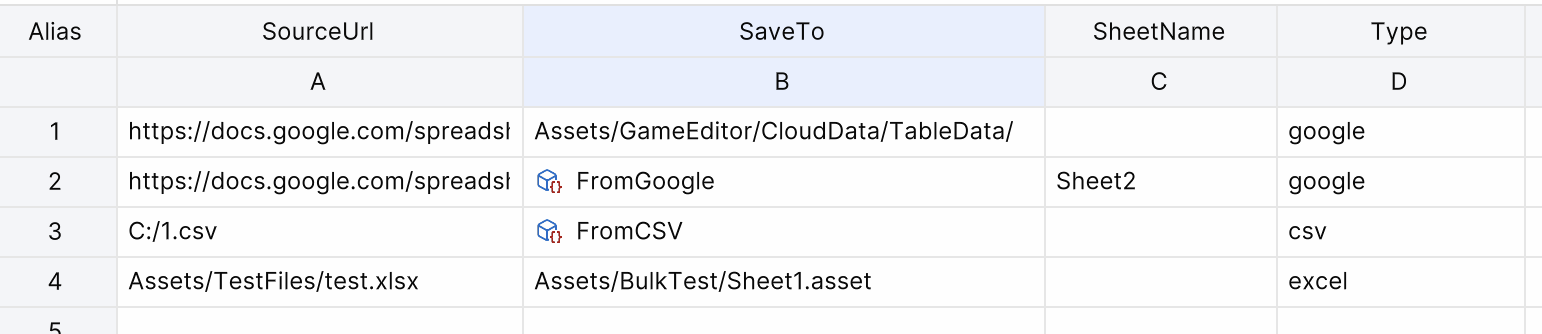 Alias SourceUrl SaveTo SheetName Type
A B C D
1 https://docs.google.com/spreadsh Assets/GameEditor/CloudData/TableData/ google
2 https://docs.google.com/spreadsh FromGoogle Sheet2 google
3 C:/1.csv FromCSV csv
4 Assets/TestFiles/test.xlsx Assets/BulkTest/Sheet1.asset excel
5